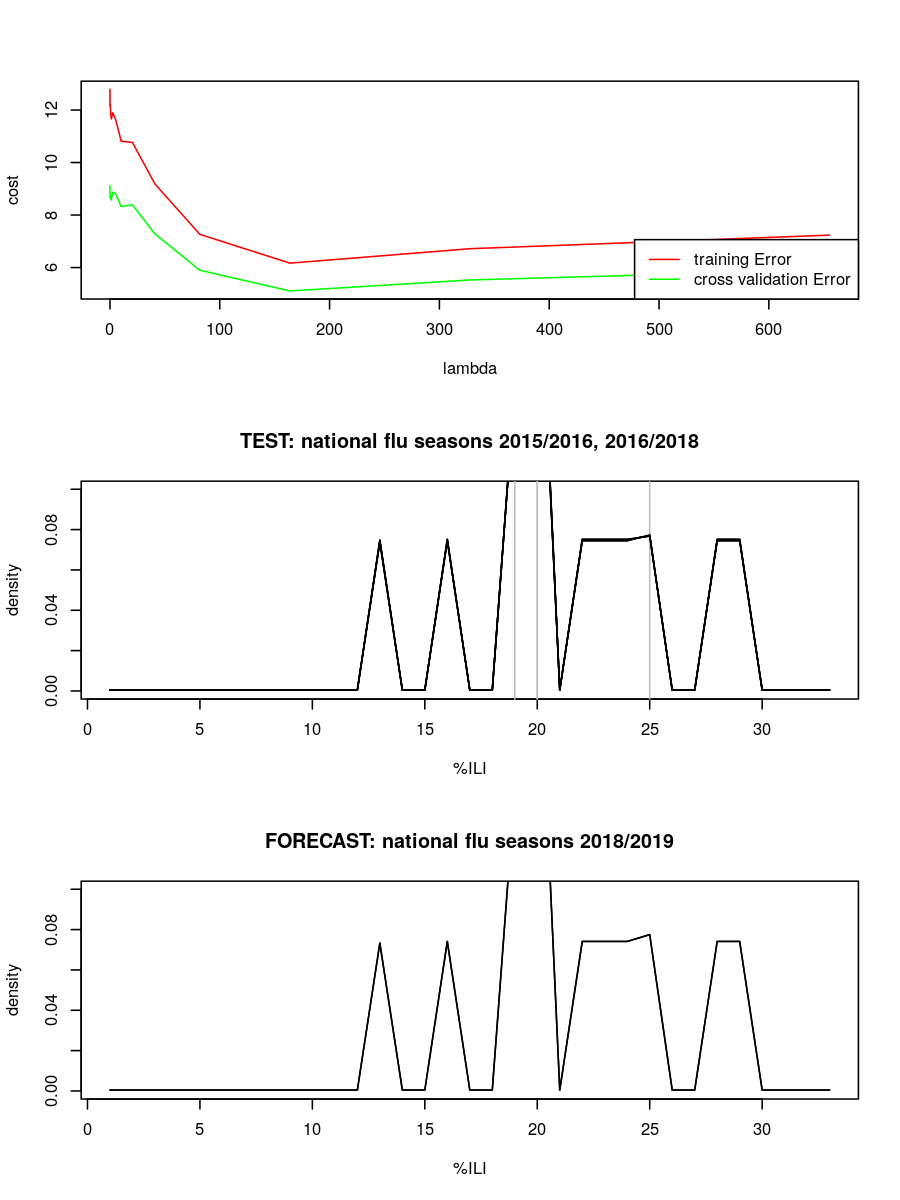 12
10
8
6
cost
training Error
cross validation Error
0 100 200 300 400 500 600
lambda
TEST: national flu seasons 2015/2016, 2016/2018
0.08
0.04
0.00
density
0 5 10 15 20 25 30
%ILI
FORECAST: national flu seasons 2018/2019
0.08
0.04
0.00
density
0 5 10 15 20 25 30
%ILI